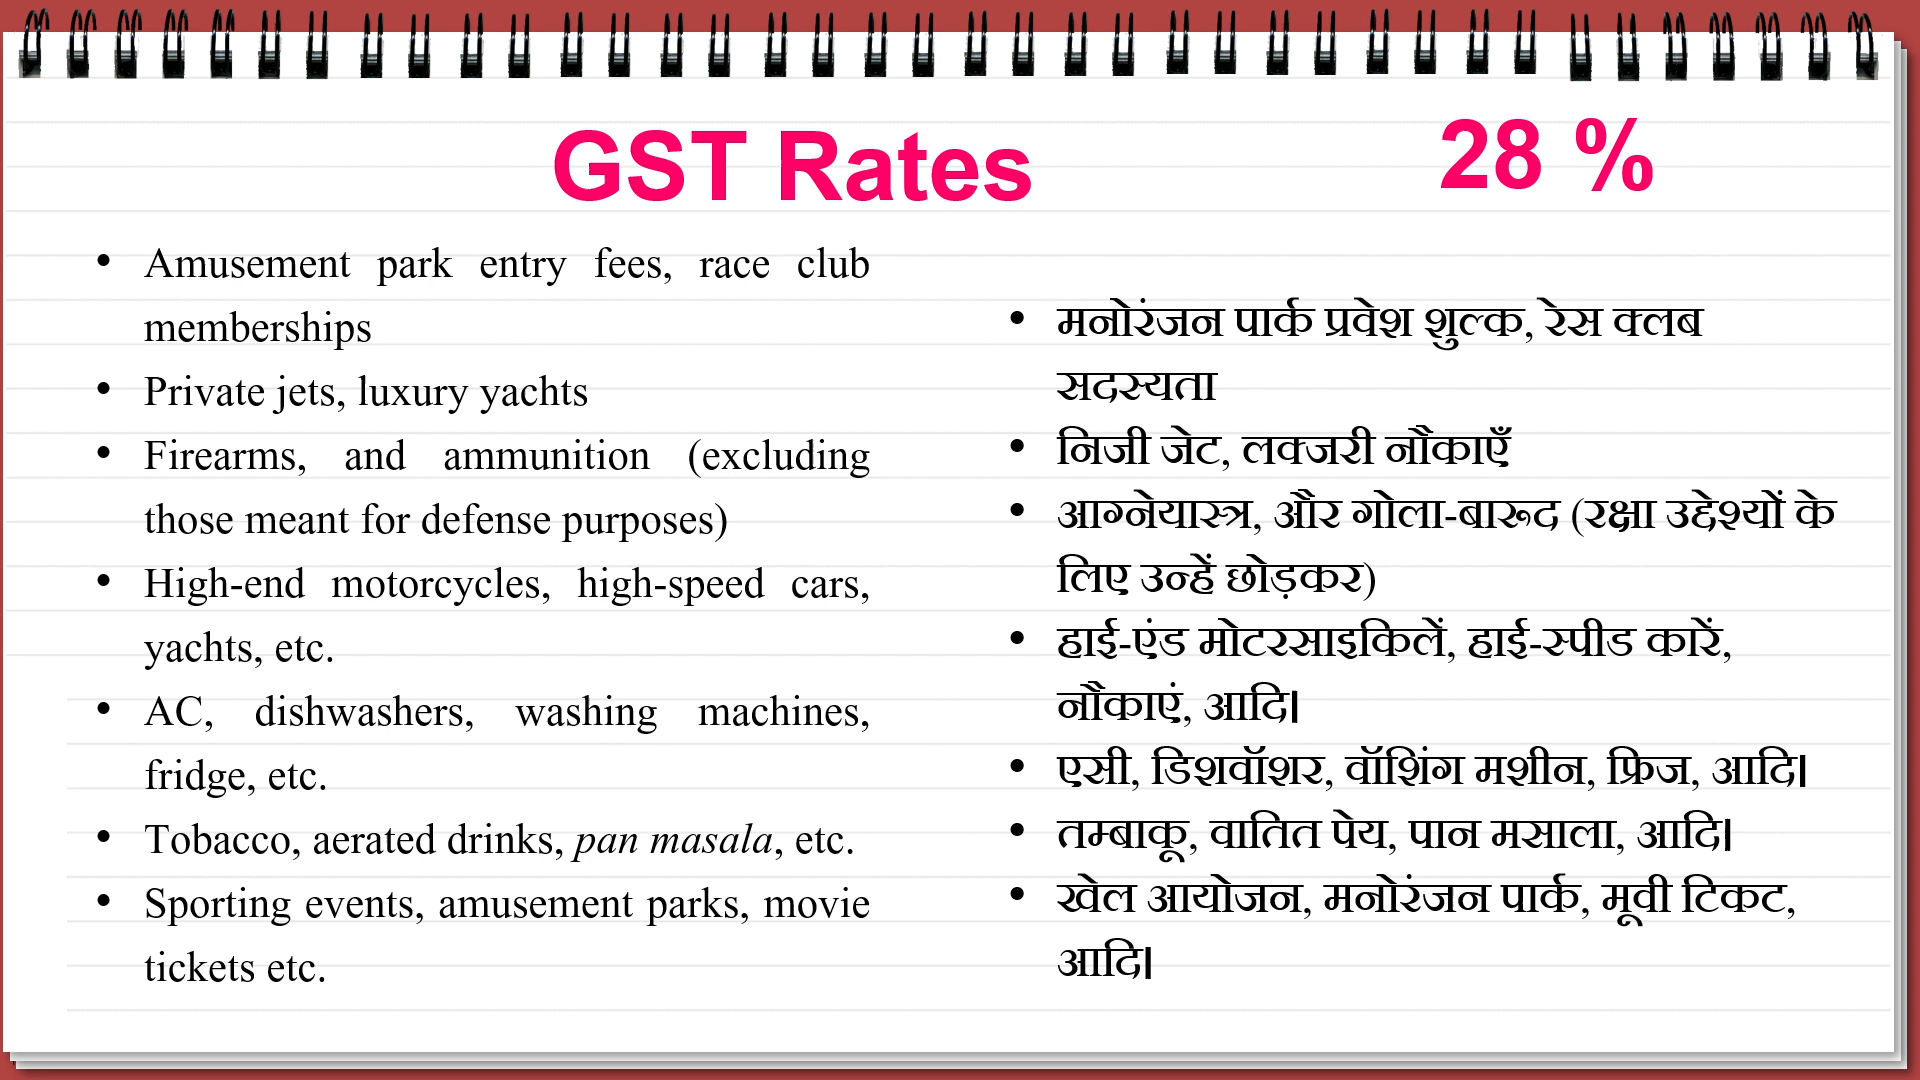 GST Rates
28 %
• Amusement park entry fees, race club
memberships
• Private jets, luxury yachts
• Firearms, and ammunition (excluding
those meant for defense purposes)
• High-end motorcycles, high-speed cars,
yachts, etc.
• AC, dishwashers, washing machines,
fridge, etc.
• Tobacco, aerated drinks, pan masala, etc.
• Sporting events, amusement parks, movie
tickets etc.
• मनोरंजन पार्क प्रवेश शुल्क, रेस क्लब
सदस्यता
• निजी जेट, लक्जरी नौकाएँ
• आग्नेयास्त्र, और गोला-बारूद (रक्षा उद्देश्यों के
लिए उन्हें छोड़कर)
• हाई-एंड मोटरसाइकिलें, हाई-स्पीड कारें,
नौकाएं, आदि।
• एसी, डिशवॉशर, वॉशिंग मशीन, फ्रिज, आदि।
• तम्बाकू, वातित पेय, पान मसाला, आदि।
• खेल आयोजन, मनोरंजन पार्क, मूवी टिकट,
आदि।